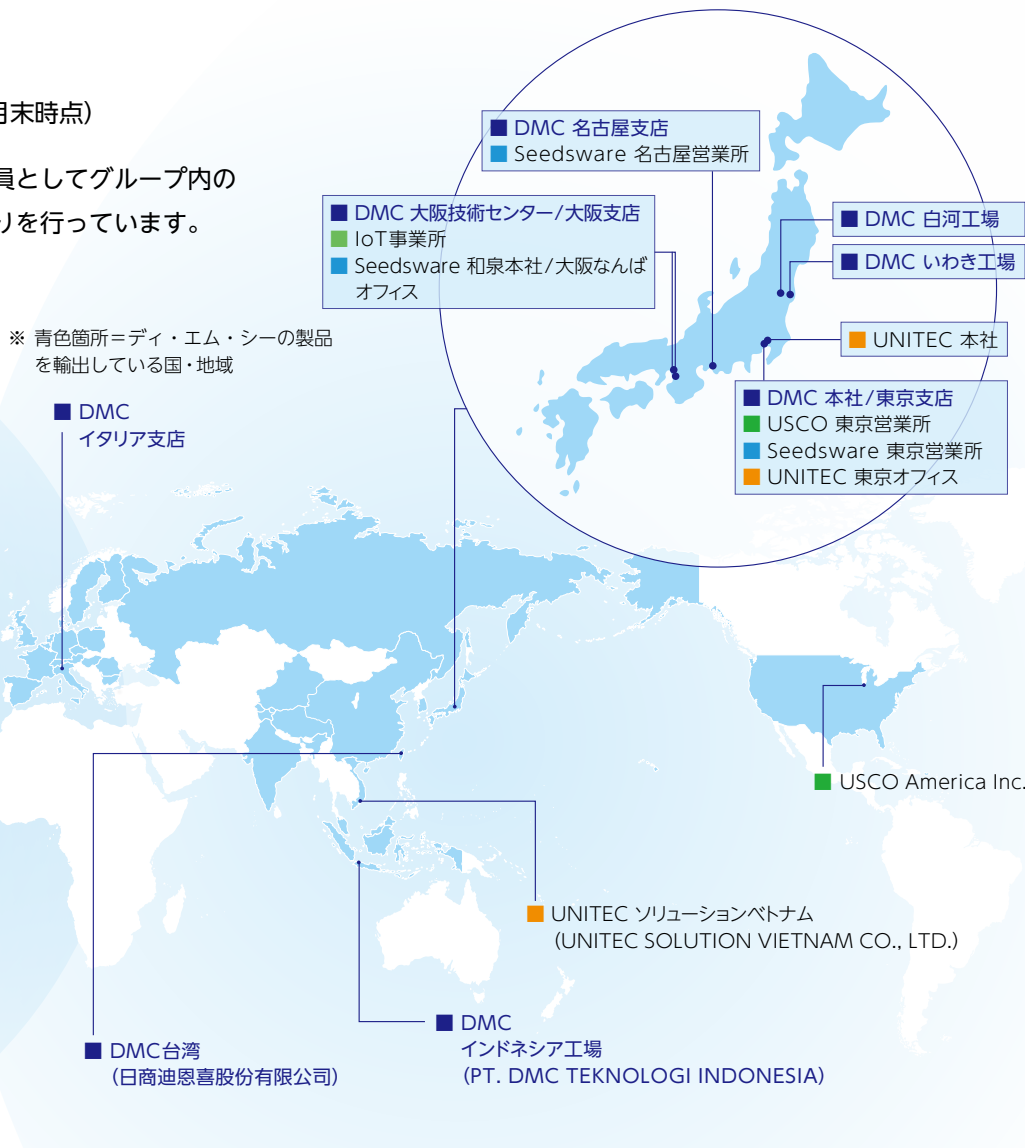 月末時点）
員としてグループ内の
りを行っています。
※ 青色箇所＝ディ・エム・シーの製品
を輸出している国・地域
■ DMC 名古屋支店
■ Seedsware 名古屋営業所
■ DMC 大阪技術センター/大阪支店
■ IoT事業所
■ Seedsware 和泉本社/大阪なんば
オフィス
■ DMC 白河工場
■ DMC いわき工場
■ UNITEC 本社
■ DMC 本社/東京支店
■ USCO 東京営業所
■ Seedsware 東京営業所
■ UNITEC 東京オフィス
■ DMC
イタリア支店
■ USCO America Inc.
■ UNITEC ソリューションベトナム
（UNITEC SOLUTION VIETNAM CO., LTD.）
■ DMC
インドネシア工場
（PT. DMC TEKNOLOGI INDONESIA）
■ DMC台湾
（日商迪恩喜股份有限公司）